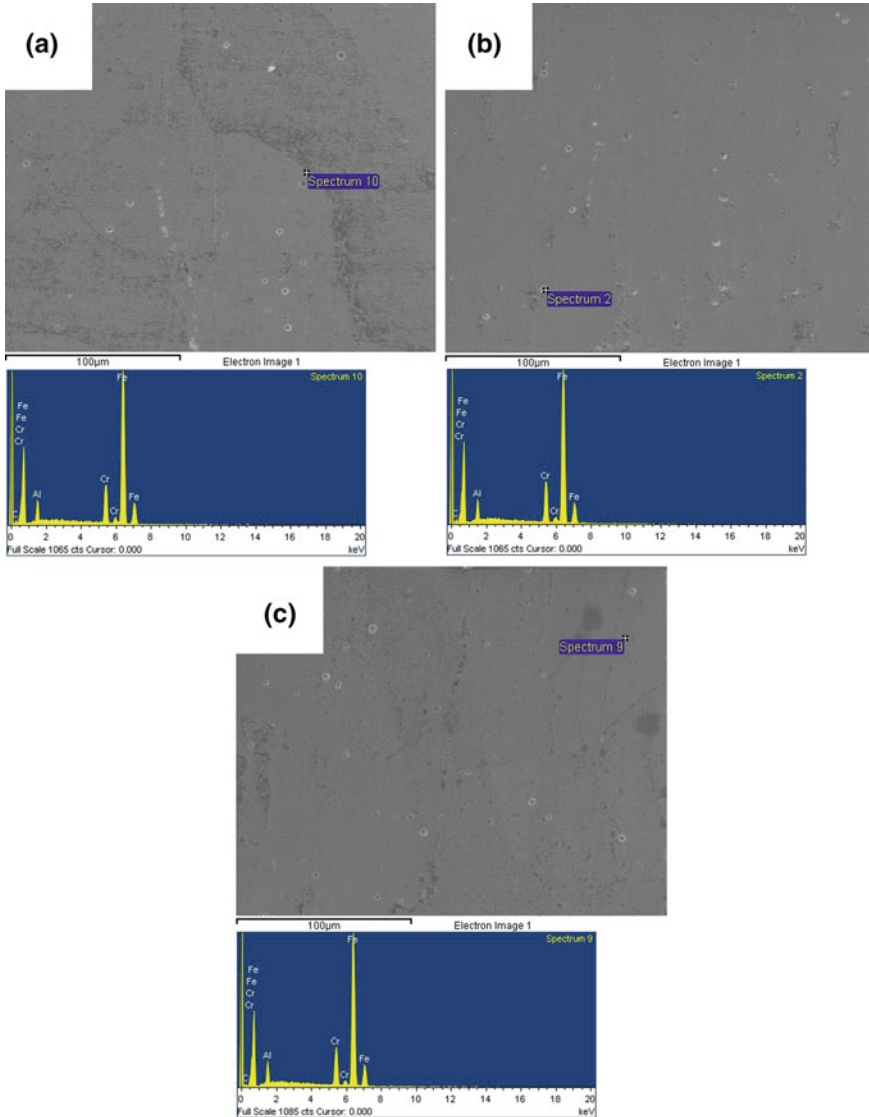 (a)
Spectrum 10
100µm Electron Image 1
Spectrum 10
Fe
Fe
Fe
Cr
Cr
Cr
Al
Fe
C
Cr
0 2 4 6 8 10 12 14 16 18 20
Full Scale 1065 cts Cursor: 0.000 keV
(b)
Spectrum 2
100µm Electron Image 1
Spectrum 2
Fe
Fe
Fe
Cr
Cr
Cr
Al
Fe
C
Cr
0 2 4 6 8 10 12 14 16 18 20
Full Scale 1065 cts Cursor: 0.000 keV
(c)
Spectrum 9
100µm Electron Image 1
Spectrum 9
Fe
Fe
Fe
Cr
Cr
Cr
Al
Fe
C
Cr
0 2 4 6 8 10 12 14 16 18 20
Full Scale 1085 cts Cursor: 0.000 keV